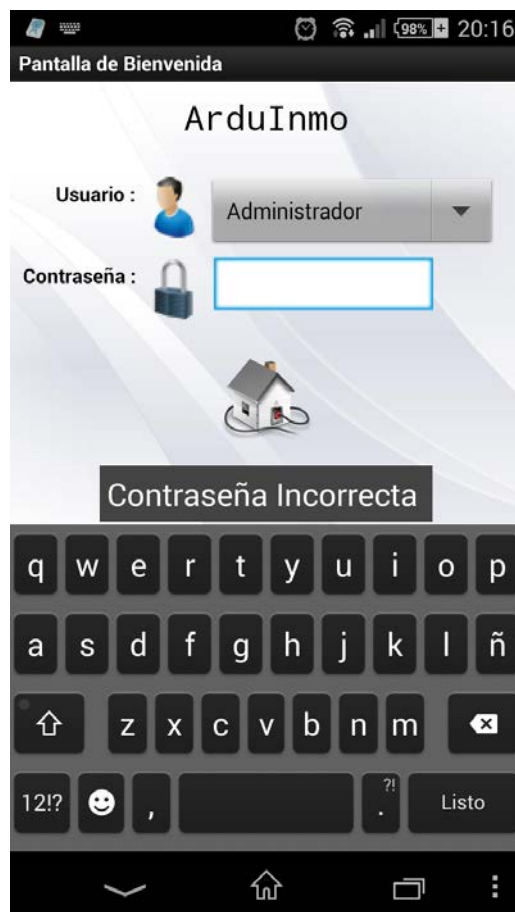 98% 20:16
Pantalla de Bienvenida
ArduInmo
Usuario :
Administrador
Contraseña :
Contraseña Incorrecta
q w e r t y u i o p
a s d f g h j k l ñ
z x c v b n m
12!? , ?! . Listo